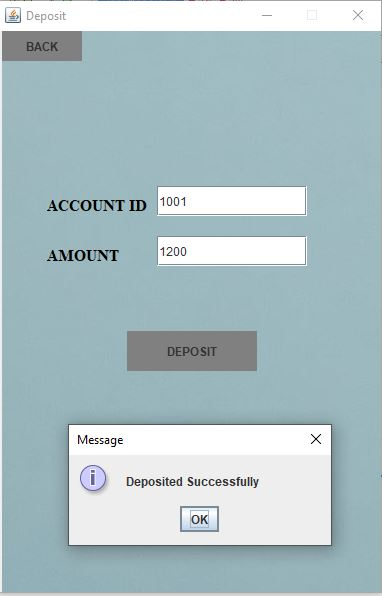 Deposit
BACK
ACCOUNT ID 1001
AMOUNT 1200
DEPOSIT
Message
i
Deposited Successfully
OK